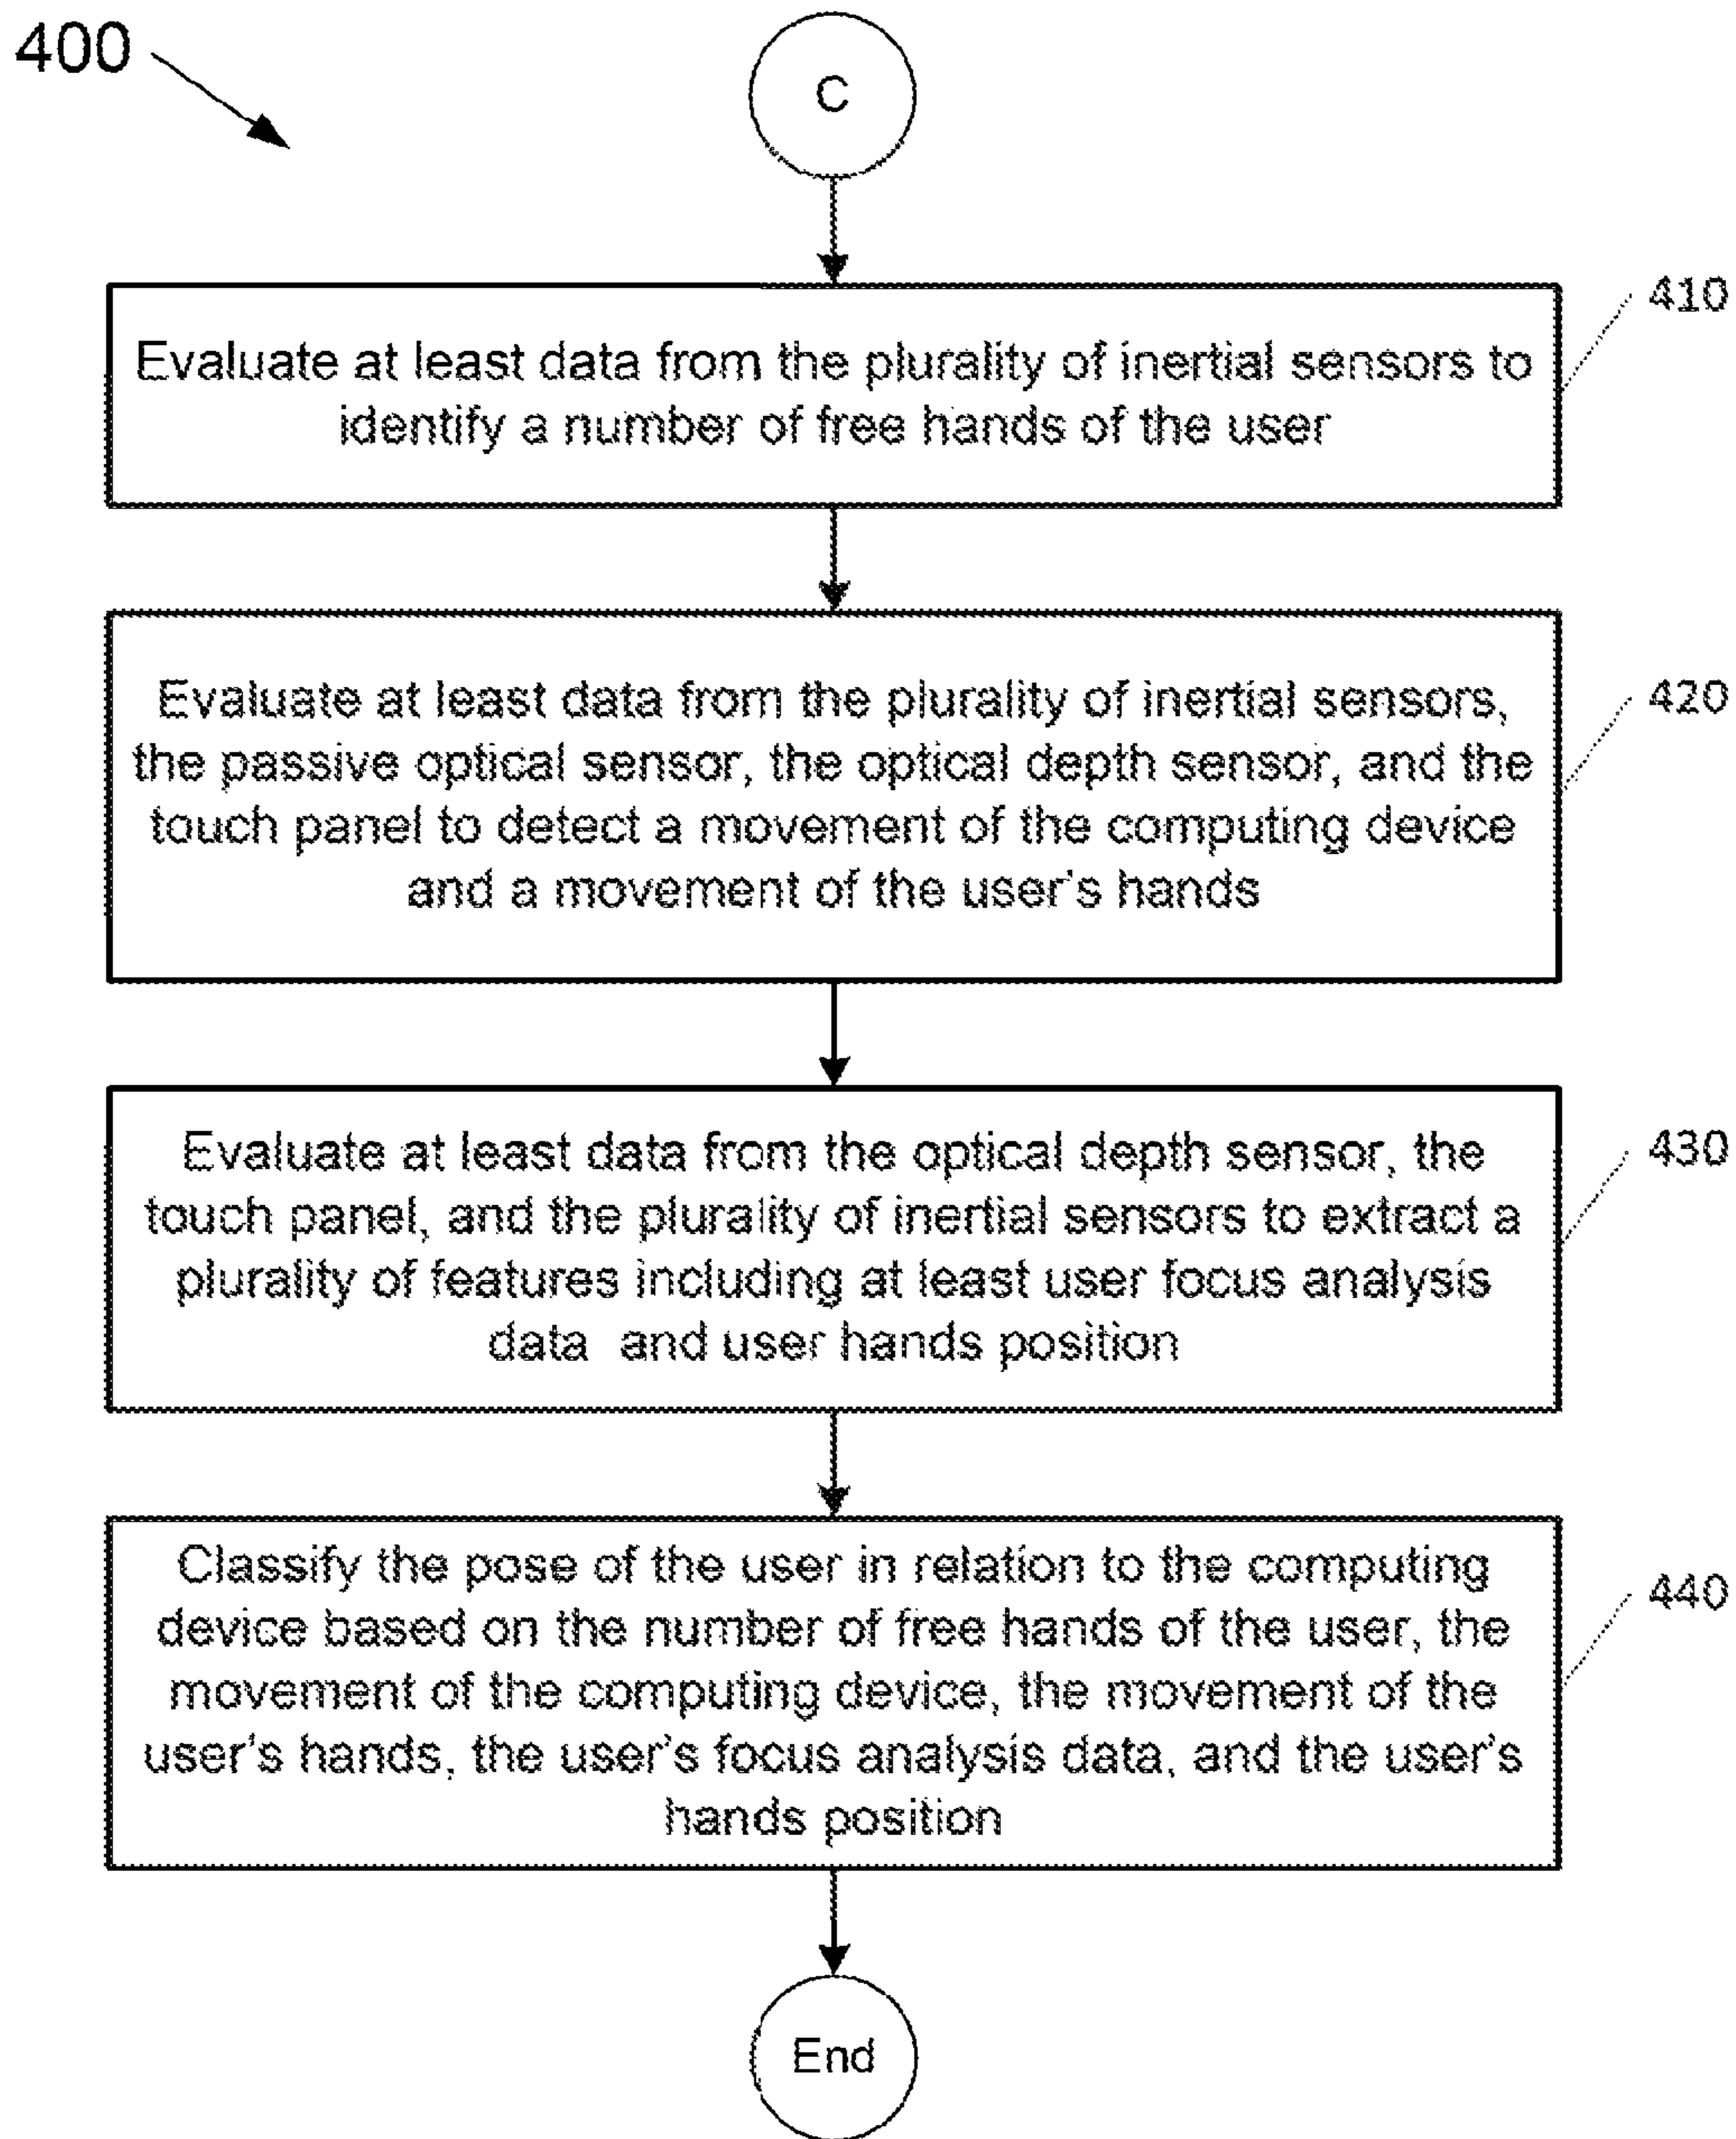 400
C
410
Evaluate at least data from the plurality of inertial sensors to
identify a number of free hands of the user
420
Evaluate at least data from the plurality of inertial sensors,
the passive optical sensor, the optical depth sensor, and the
touch panel to detect a movement of the computing device
and a movement of the user's hands
430
Evaluate at least data from the optical depth sensor, the
touch panel, and the plurality of inertial sensors to extract a
plurality of features including at least user focus analysis
data and user hands position
440
Classify the pose of the user in relation to the computing
device based on the number of free hands of the user, the
movement of the computing device, the movement of the
user's hands, the user's focus analysis data, and the user's
hands position
End